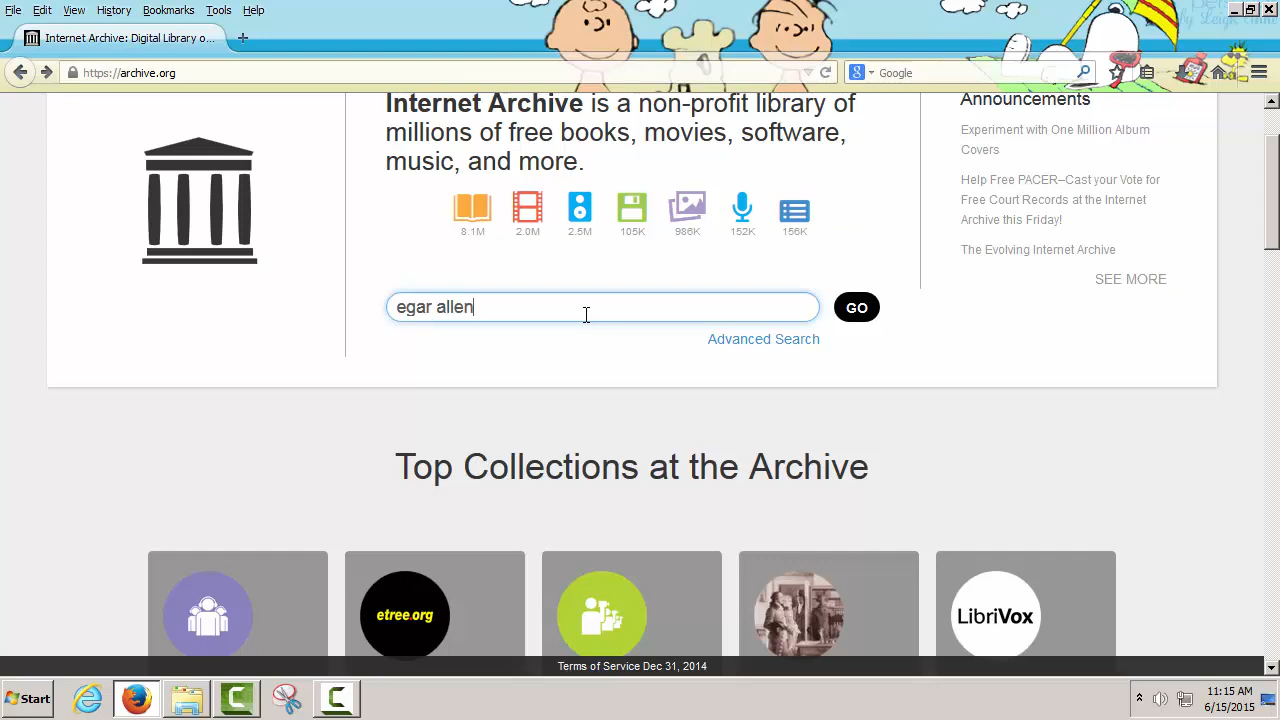 File Edit View History Bookmarks Tools Help
Internet Archive: Digital Library o...
https://archive.org
Google
Internet Archive is a non-profit library of
millions of free books, movies, software,
music, and more.
8.1M 2.0M 2.5M 105K 986K 152K 156K
egar allen
GO
Advanced Search
Announcements
Experiment with One Million Album
Covers
Help Free PACER–Cast your Vote for
Free Court Records at the Internet
Archive this Friday!
The Evolving Internet Archive
SEE MORE
Top Collections at the Archive
etree.org
LibriVox
Terms of Service Dec 31, 2014
Start
11:15 AM
6/15/2015